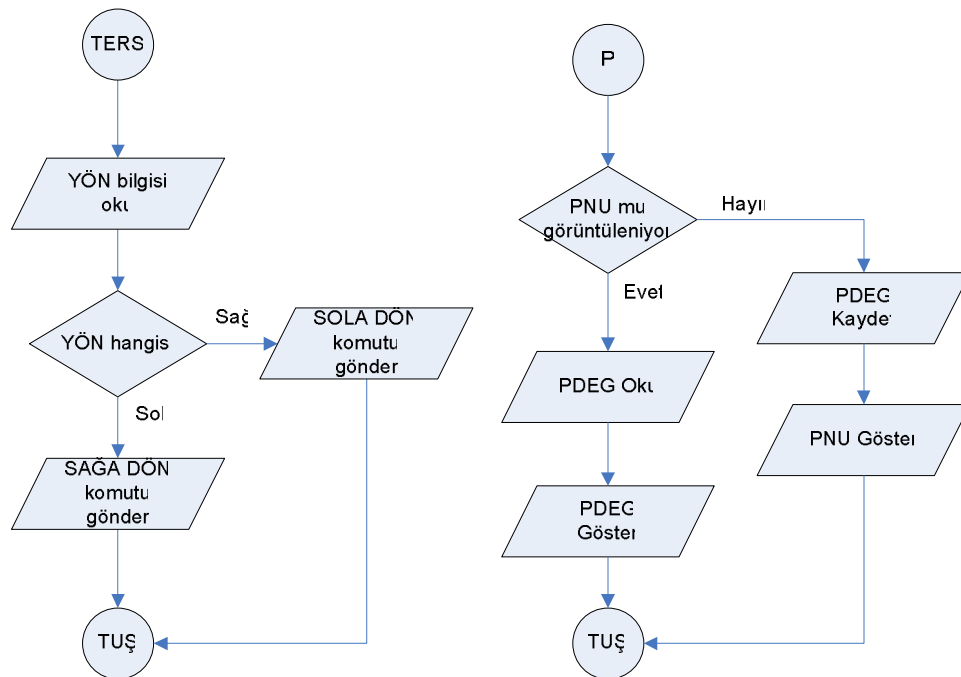 TERS
YÖN bilgisi
oku
YÖN hangis
Sağ
SOLA DÖN
komutu
gönder
Sol
SAĞA DÖN
komutu
gönder
TUŞ
P
PNU mu
görüntüleniyor
Hayır
Evet
PDEG
Kaydet
PDEG Oku
PNU Göster
PDEG
Göster
TUŞ